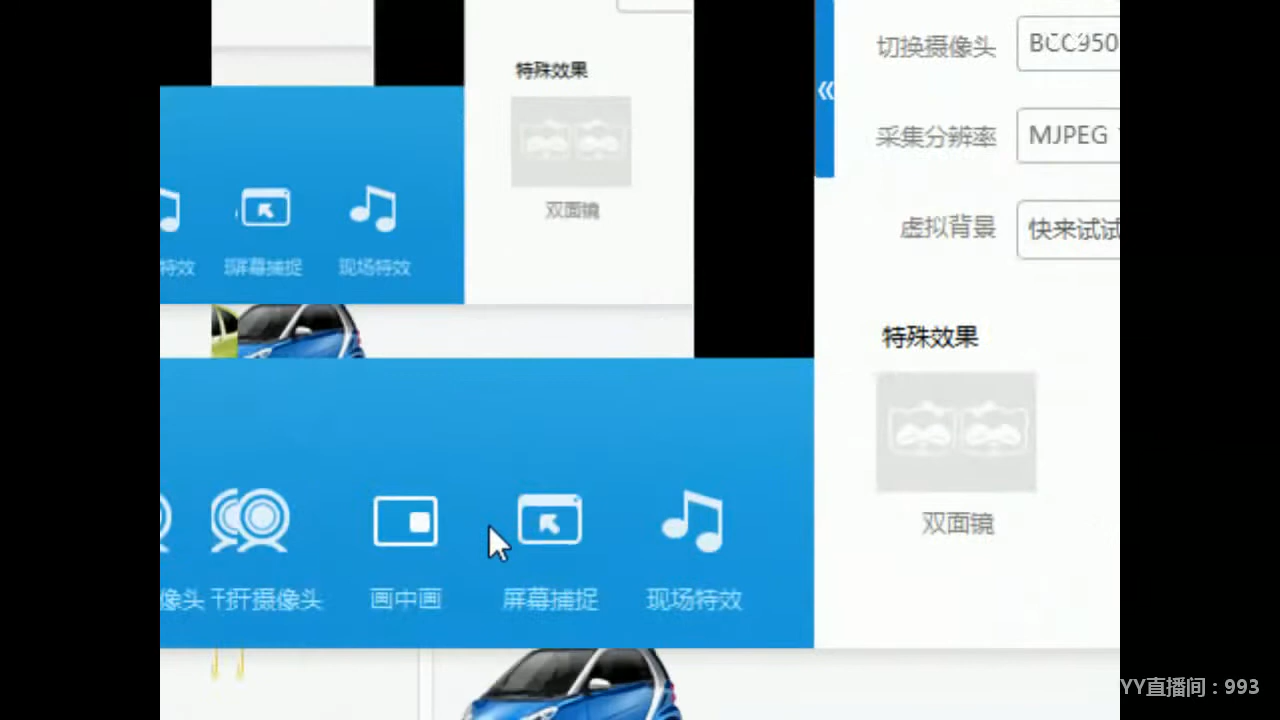 切换摄像头 BCC950
特殊效果
采集分辨率 MJPEG
双面镜
虚拟背景 快来试试
特效 屏幕捕捉 现场特效
特殊效果
双面镜
像头 开摄像头 画中画 屏幕捕捉 现场特效
YY直播间：993